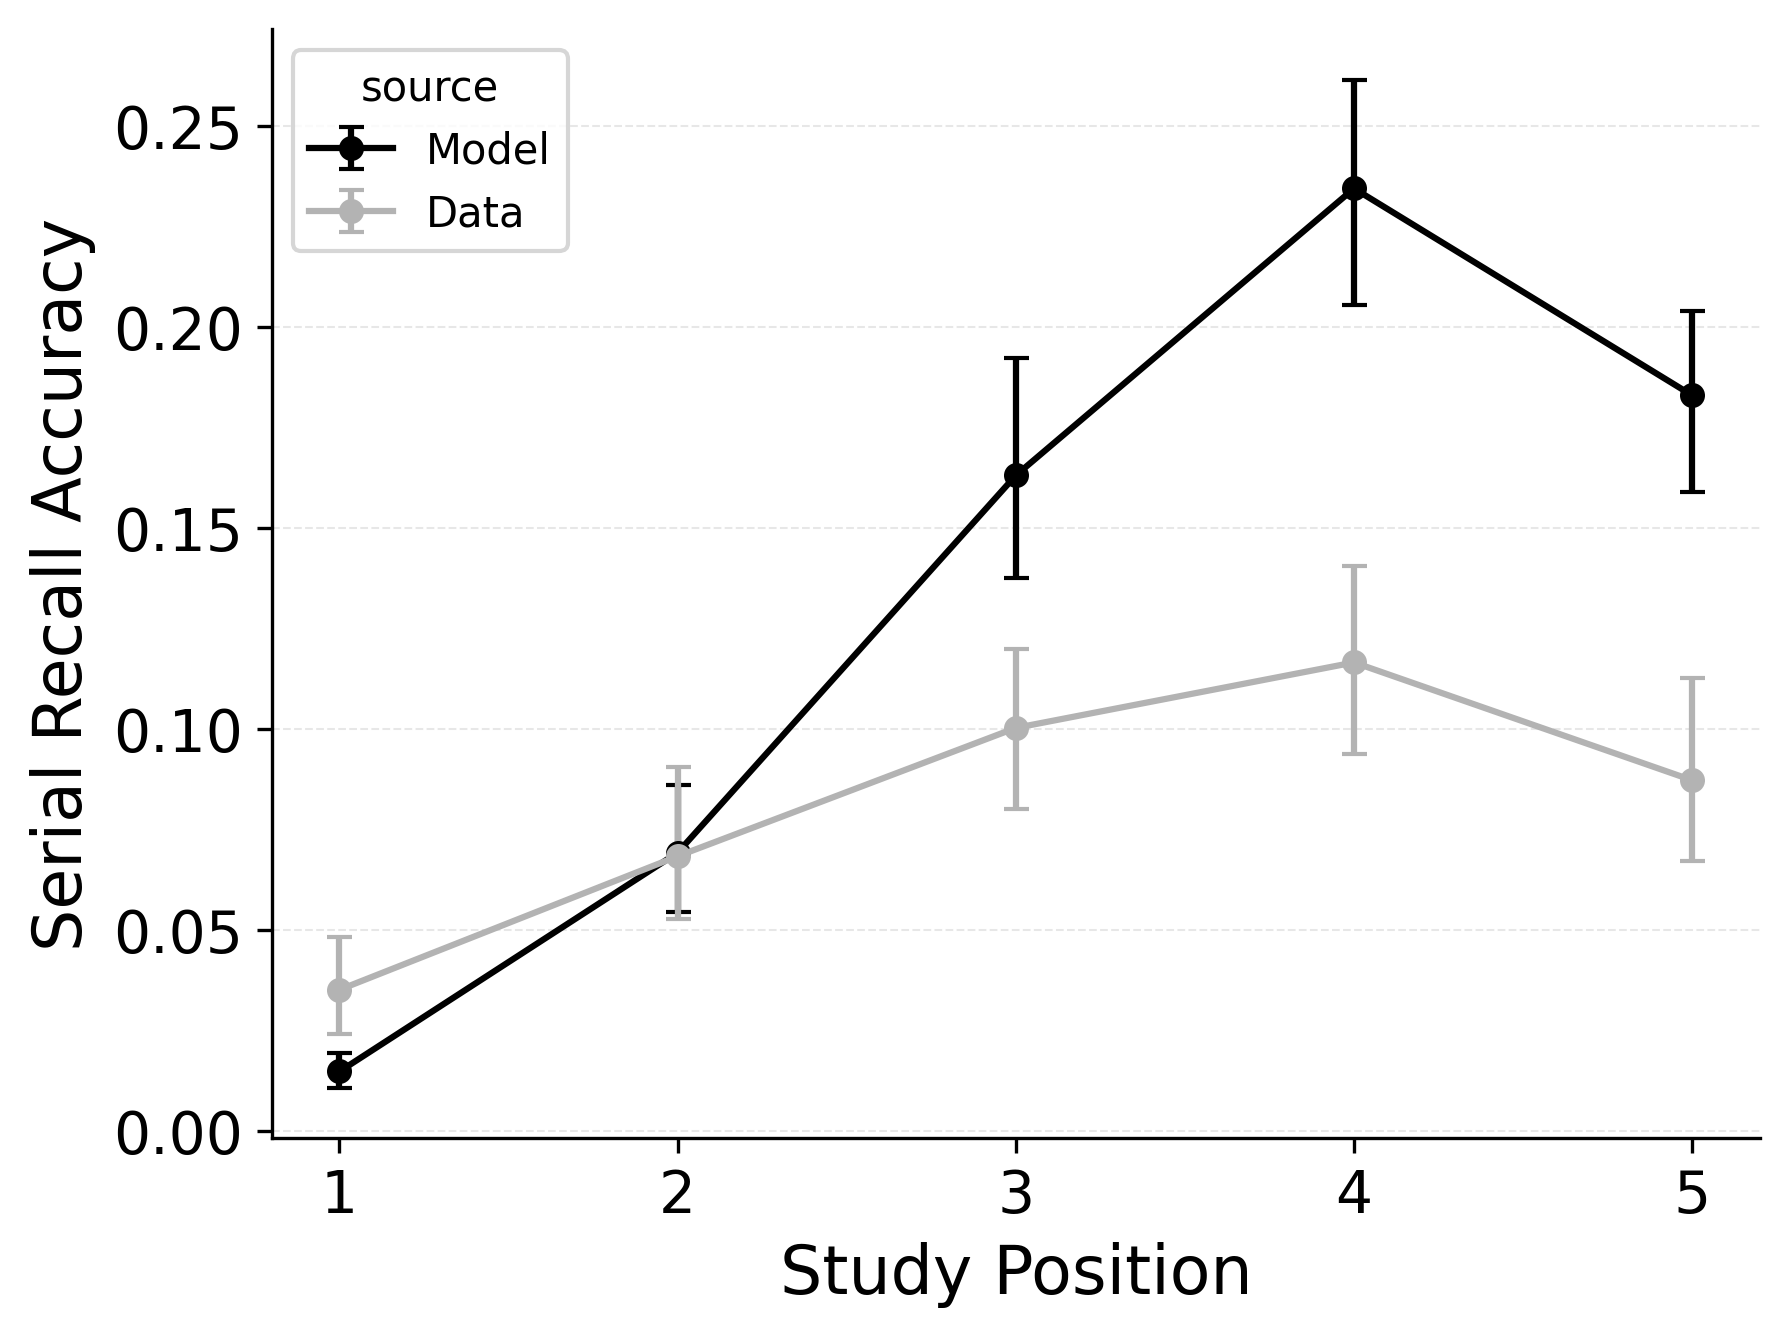 source
Model
Data
Serial Recall Accuracy
0.25
0.20
0.15
0.10
0.05
0.00
1 2 3 4 5
Study Position